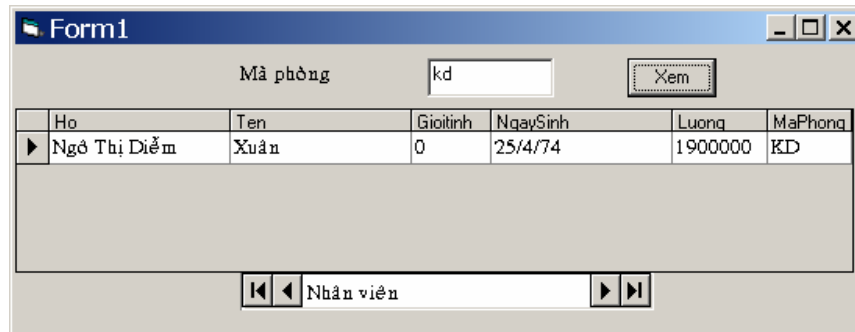 Form1
Mã phòng kd Xem
Ho Ten Gioitinh NgaySinh Luong MaPhong
Ngô Thị Diễm Xuân 0 25/4/74 1900000 KD
Nhân viên